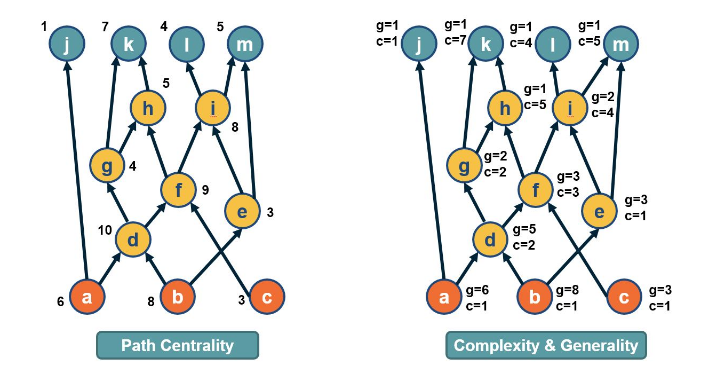 1
j
7
k
4
l
5
m
5
h
i
8
g
4
f
9
e
3
10
d
6
a
8
b
3
c
Path Centrality
g=1
c=1
j
g=1
c=7
k
g=1
c=4
l
g=1
c=5
m
h
g=1
c=5
i
g=2
c=4
g
g=2
c=2
f
g=3
c=3
e
g=3
c=1
d
g=5
c=2
a
g=6
c=1
b
g=8
c=1
c
g=3
c=1
Complexity & Generality